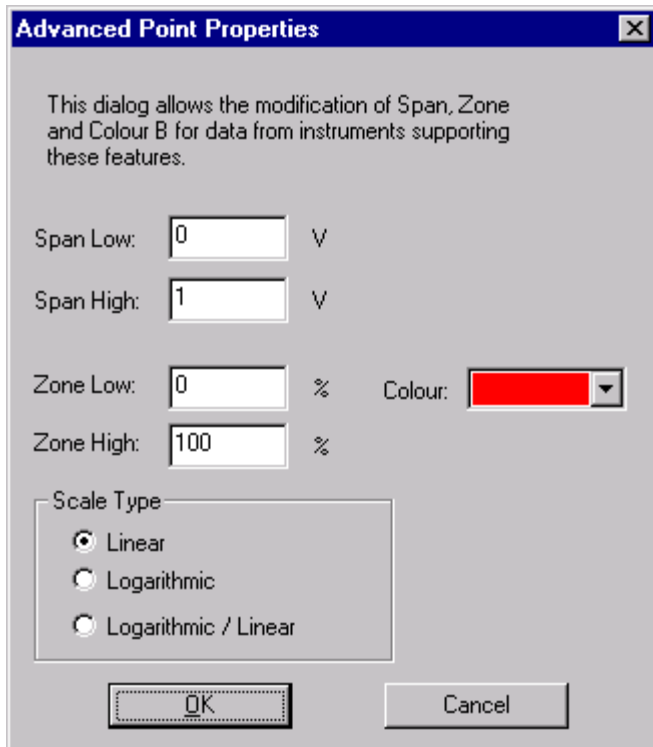 Advanced Point Properties
This dialog allows the modification of Span, Zone
and Colour B for data from instruments supporting
these features.
Span Low: 0 V
Span High: 1 V
Zone Low: 0 % Colour:
Zone High: 100 %
Scale Type
Linear
Logarithmic
Logarithmic / Linear
OK Cancel